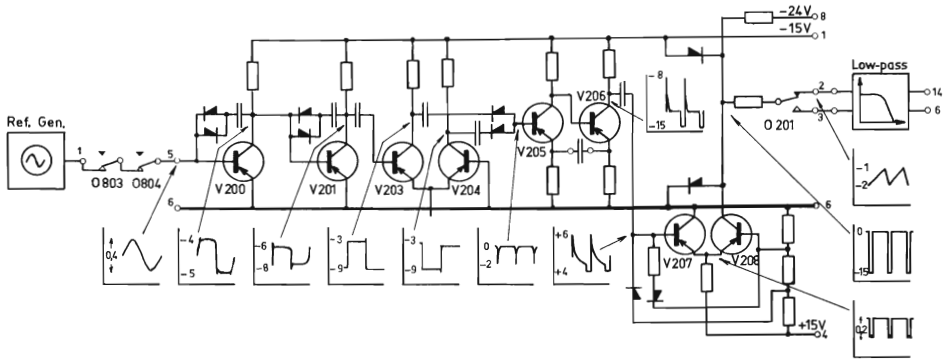 -24V 8
-15V 1
Low-pass
-8
V206
-15
2
14
6
3
O 201
Ref. Gen.
1
5
O803 O804
V200
V201
V203
V204
V205
-1
-2
6
6
0,4
-4
-5
-6
-8
-3
-9
-3
-9
0
-2
+6
+4
V207
V208
0
-15
0,2
+15V
4